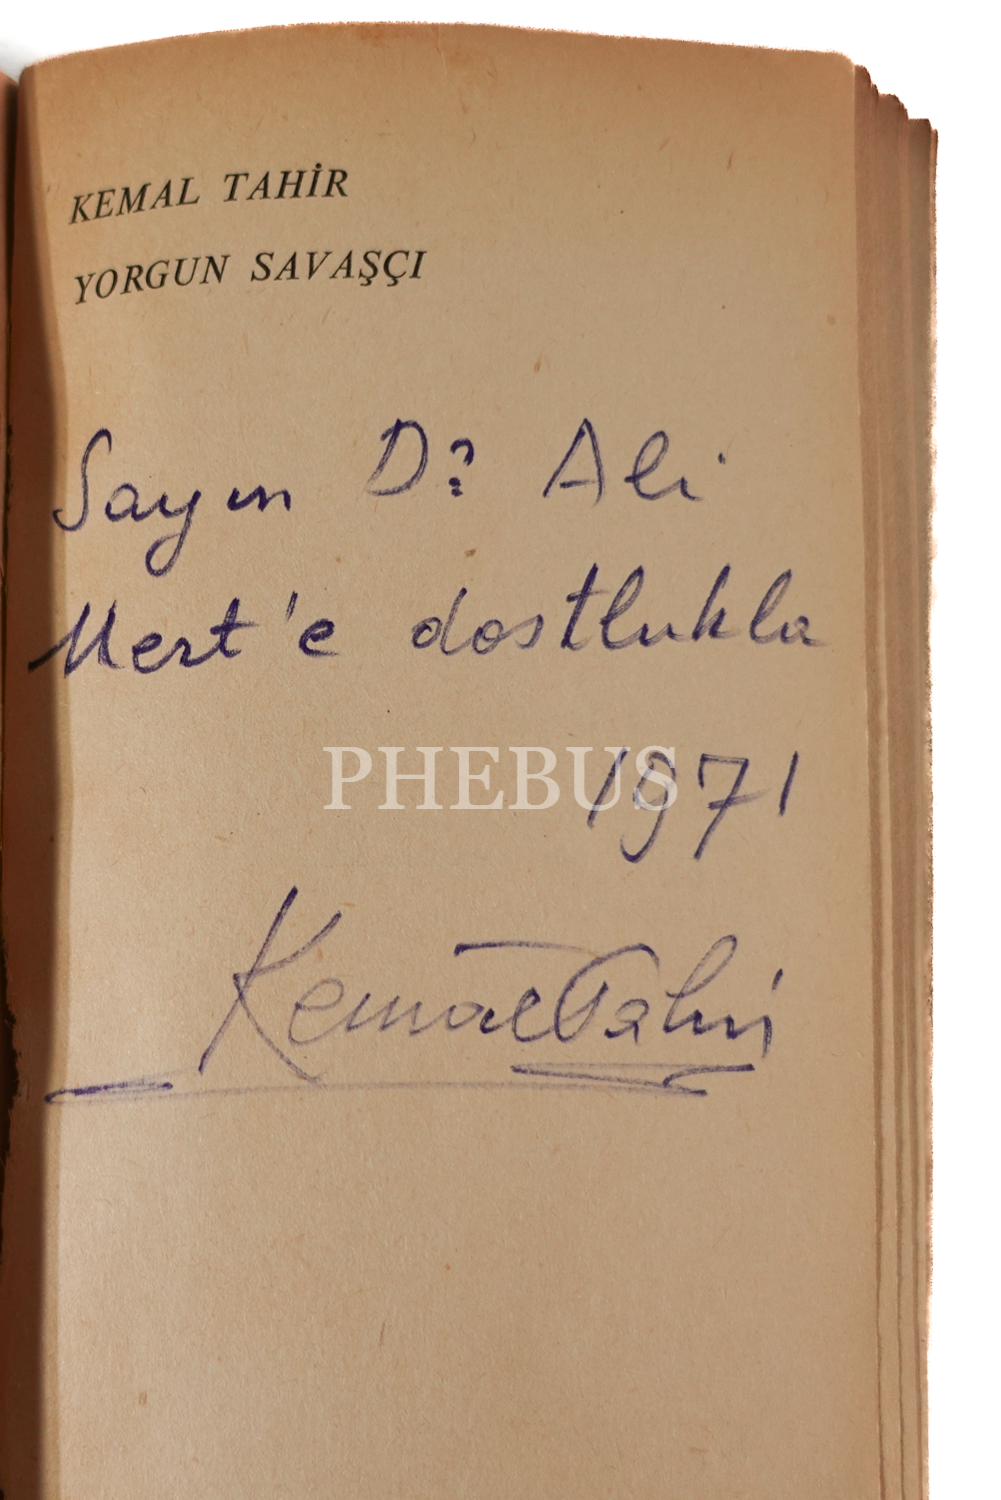 KEMAL TAHİR
YORGUN SAVAŞÇI
Sayın Dr Ali
Mert'e dostlukla
PHEBUS
1971
Kemal Tahir